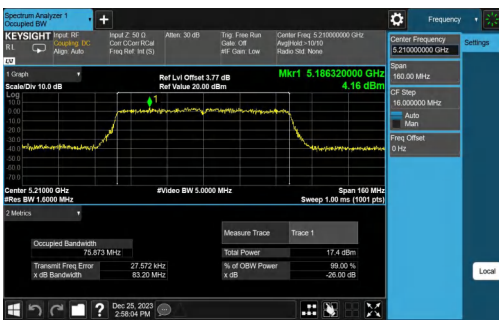 Spectrum Analyzer 1
Occupied BW
+
Frequency
KEYSIGHT
Input: RF
Input Z: 50 Ω
Atten: 30 dB
Trig: Free Run
Center Freq: 5.210000000 GHz
RL
Coupling: DC
Corr CCorr RCal
Gate: Off
Avg|Hold:>10/10
Align: Auto
Freq Ref: Int (S)
#IF Gain: Low
Radio Std: None
LVI
Center Frequency
5.210000000 GHz
Settings
Span
160.00 MHz
CF Step
16.000000 MHz
Auto
Man
Freq Offset
0 Hz
Local
1 Graph
Scale/Div 10.0 dB
Ref Lvl Offset 3.77 dB
Ref Value 20.00 dBm
Mkr1 5.186320000 GHz
4.16 dBm
Log
10.0
0.00
-10.0
-20.0
-30.0
-40.0
-50.0
-60.0
-70.0
1
Center 5.21000 GHz
#Video BW 5.0000 MHz
Span 160 MHz
#Res BW 1.6000 MHz
Sweep 1.00 ms (1001 pts)
2 Metrics
Measure Trace
Trace 1
Occupied Bandwidth
75.873 MHz
Total Power
17.4 dBm
Transmit Freq Error
27.572 kHz
% of OBW Power
99.00 %
x dB Bandwidth
83.20 MHz
x dB
-26.00 dB
?
Dec 25, 2023
2:58:04 PM